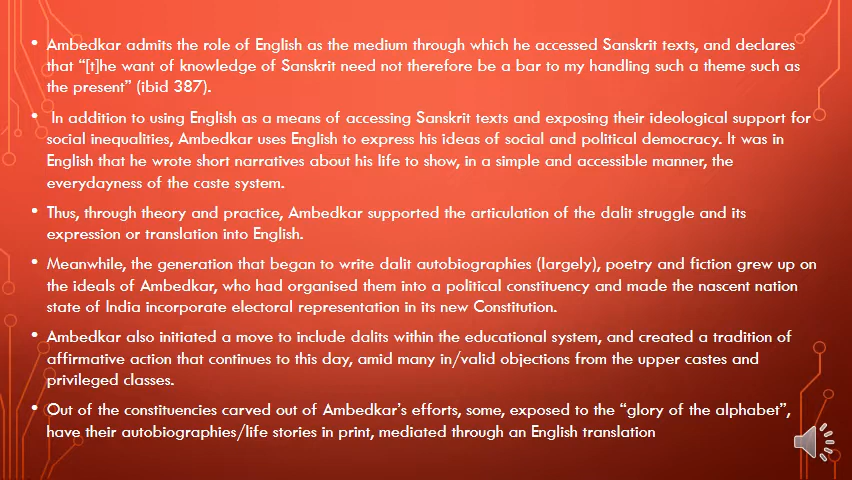 • Ambedkar admits the role of English as the medium through which he accessed Sanskrit texts, and declares
that “[t]he want of knowledge of Sanskrit need not therefore be a bar to my handling such a theme such as
the present” (ibid 387).
• In addition to using English as a means of accessing Sanskrit texts and exposing their ideological support for
social inequalities, Ambedkar uses English to express his ideas of social and political democracy. It was in
English that he wrote short narratives about his life to show, in a simple and accessible manner, the
everydayness of the caste system.
• Thus, through theory and practice, Ambedkar supported the articulation of the dalit struggle and its
expression or translation into English.
• Meanwhile, the generation that began to write dalit autobiographies (largely), poetry and fiction grew up on
the ideals of Ambedkar, who had organised them into a political constituency and made the nascent nation
state of India incorporate electoral representation in its new Constitution.
• Ambedkar also initiated a move to include dalits within the educational system, and created a tradition of
affirmative action that continues to this day, amid many in/valid objections from the upper castes and
privileged classes.
• Out of the constituencies carved out of Ambedkar’s efforts, some, exposed to the “glory of the alphabet”,
have their autobiographies/life stories in print, mediated through an English translation